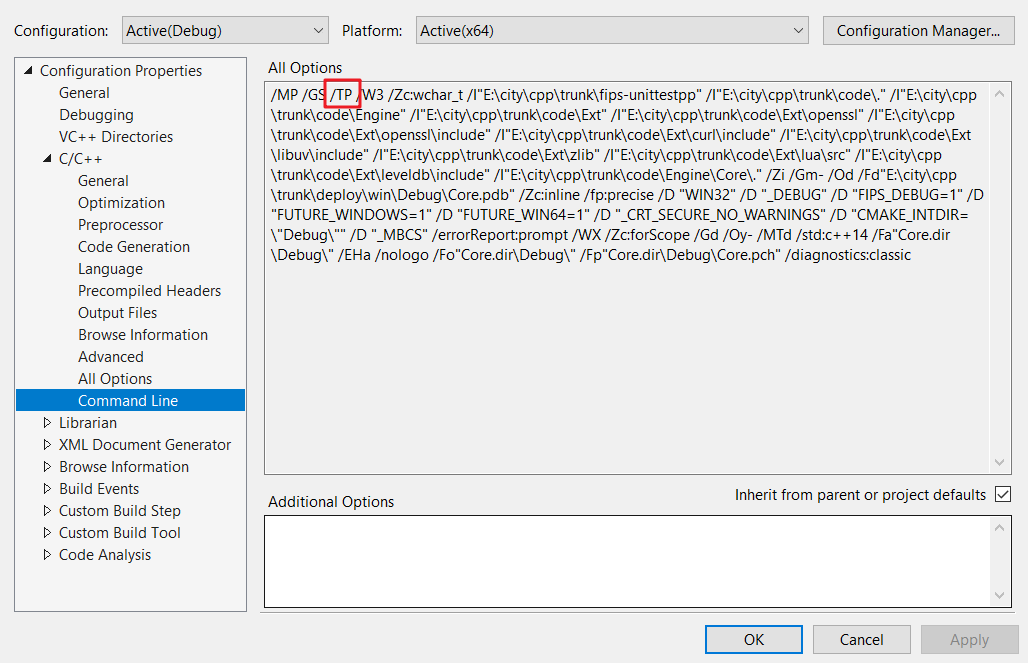 Configuration: Active(Debug) Platform: Active(x64) Configuration Manager...
Configuration Properties
General
Debugging
VC++ Directories
C/C++
General
Optimization
Preprocessor
Code Generation
Language
Precompiled Headers
Output Files
Browse Information
Advanced
All Options
Command Line
Librarian
XML Document Generator
Browse Information
Build Events
Custom Build Step
Custom Build Tool
Code Analysis
All Options
/MP /GS /TP /W3 /Zc:wchar_t /I"E:\city\cpp\trunk\fips-unittestpp" /I"E:\city\cpp\trunk\code\." /I"E:\city\cpp
\trunk\code\Engine" /I"E:\city\cpp\trunk\code\Ext" /I"E:\city\cpp\trunk\code\Ext\openssl" /I"E:\city\cpp
\trunk\code\Ext\openssl\include" /I"E:\city\cpp\trunk\code\Ext\curl\include" /I"E:\city\cpp\trunk\code\Ext
\libuv\include" /I"E:\city\cpp\trunk\code\Ext\zlib" /I"E:\city\cpp\trunk\code\Ext\lua\src" /I"E:\city\cpp
\trunk\code\Ext\leveldb\include" /I"E:\city\cpp\trunk\code\Engine\Core\." /Zi /Gm- /Od /Fd"E:\city\cpp
\trunk\deploy\win\Debug\Core.pdb" /Zc:inline /fp:precise /D "WIN32" /D "_DEBUG" /D "FIPS_DEBUG=1" /D
"FUTURE_WINDOWS=1" /D "FUTURE_WIN64=1" /D "_CRT_SECURE_NO_WARNINGS" /D "CMAKE_INTDIR=
\"Debug\"" /D "_MBCS" /errorReport:prompt /WX /Zc:forScope /Gd /Oy- /MTd /std:c++14 /Fa"Core.dir
\Debug\" /EHa /nologo /Fo"Core.dir\Debug\" /Fp"Core.dir\Debug\Core.pch" /diagnostics:classic
Additional Options
Inherit from parent or project defaults
OK Cancel Apply